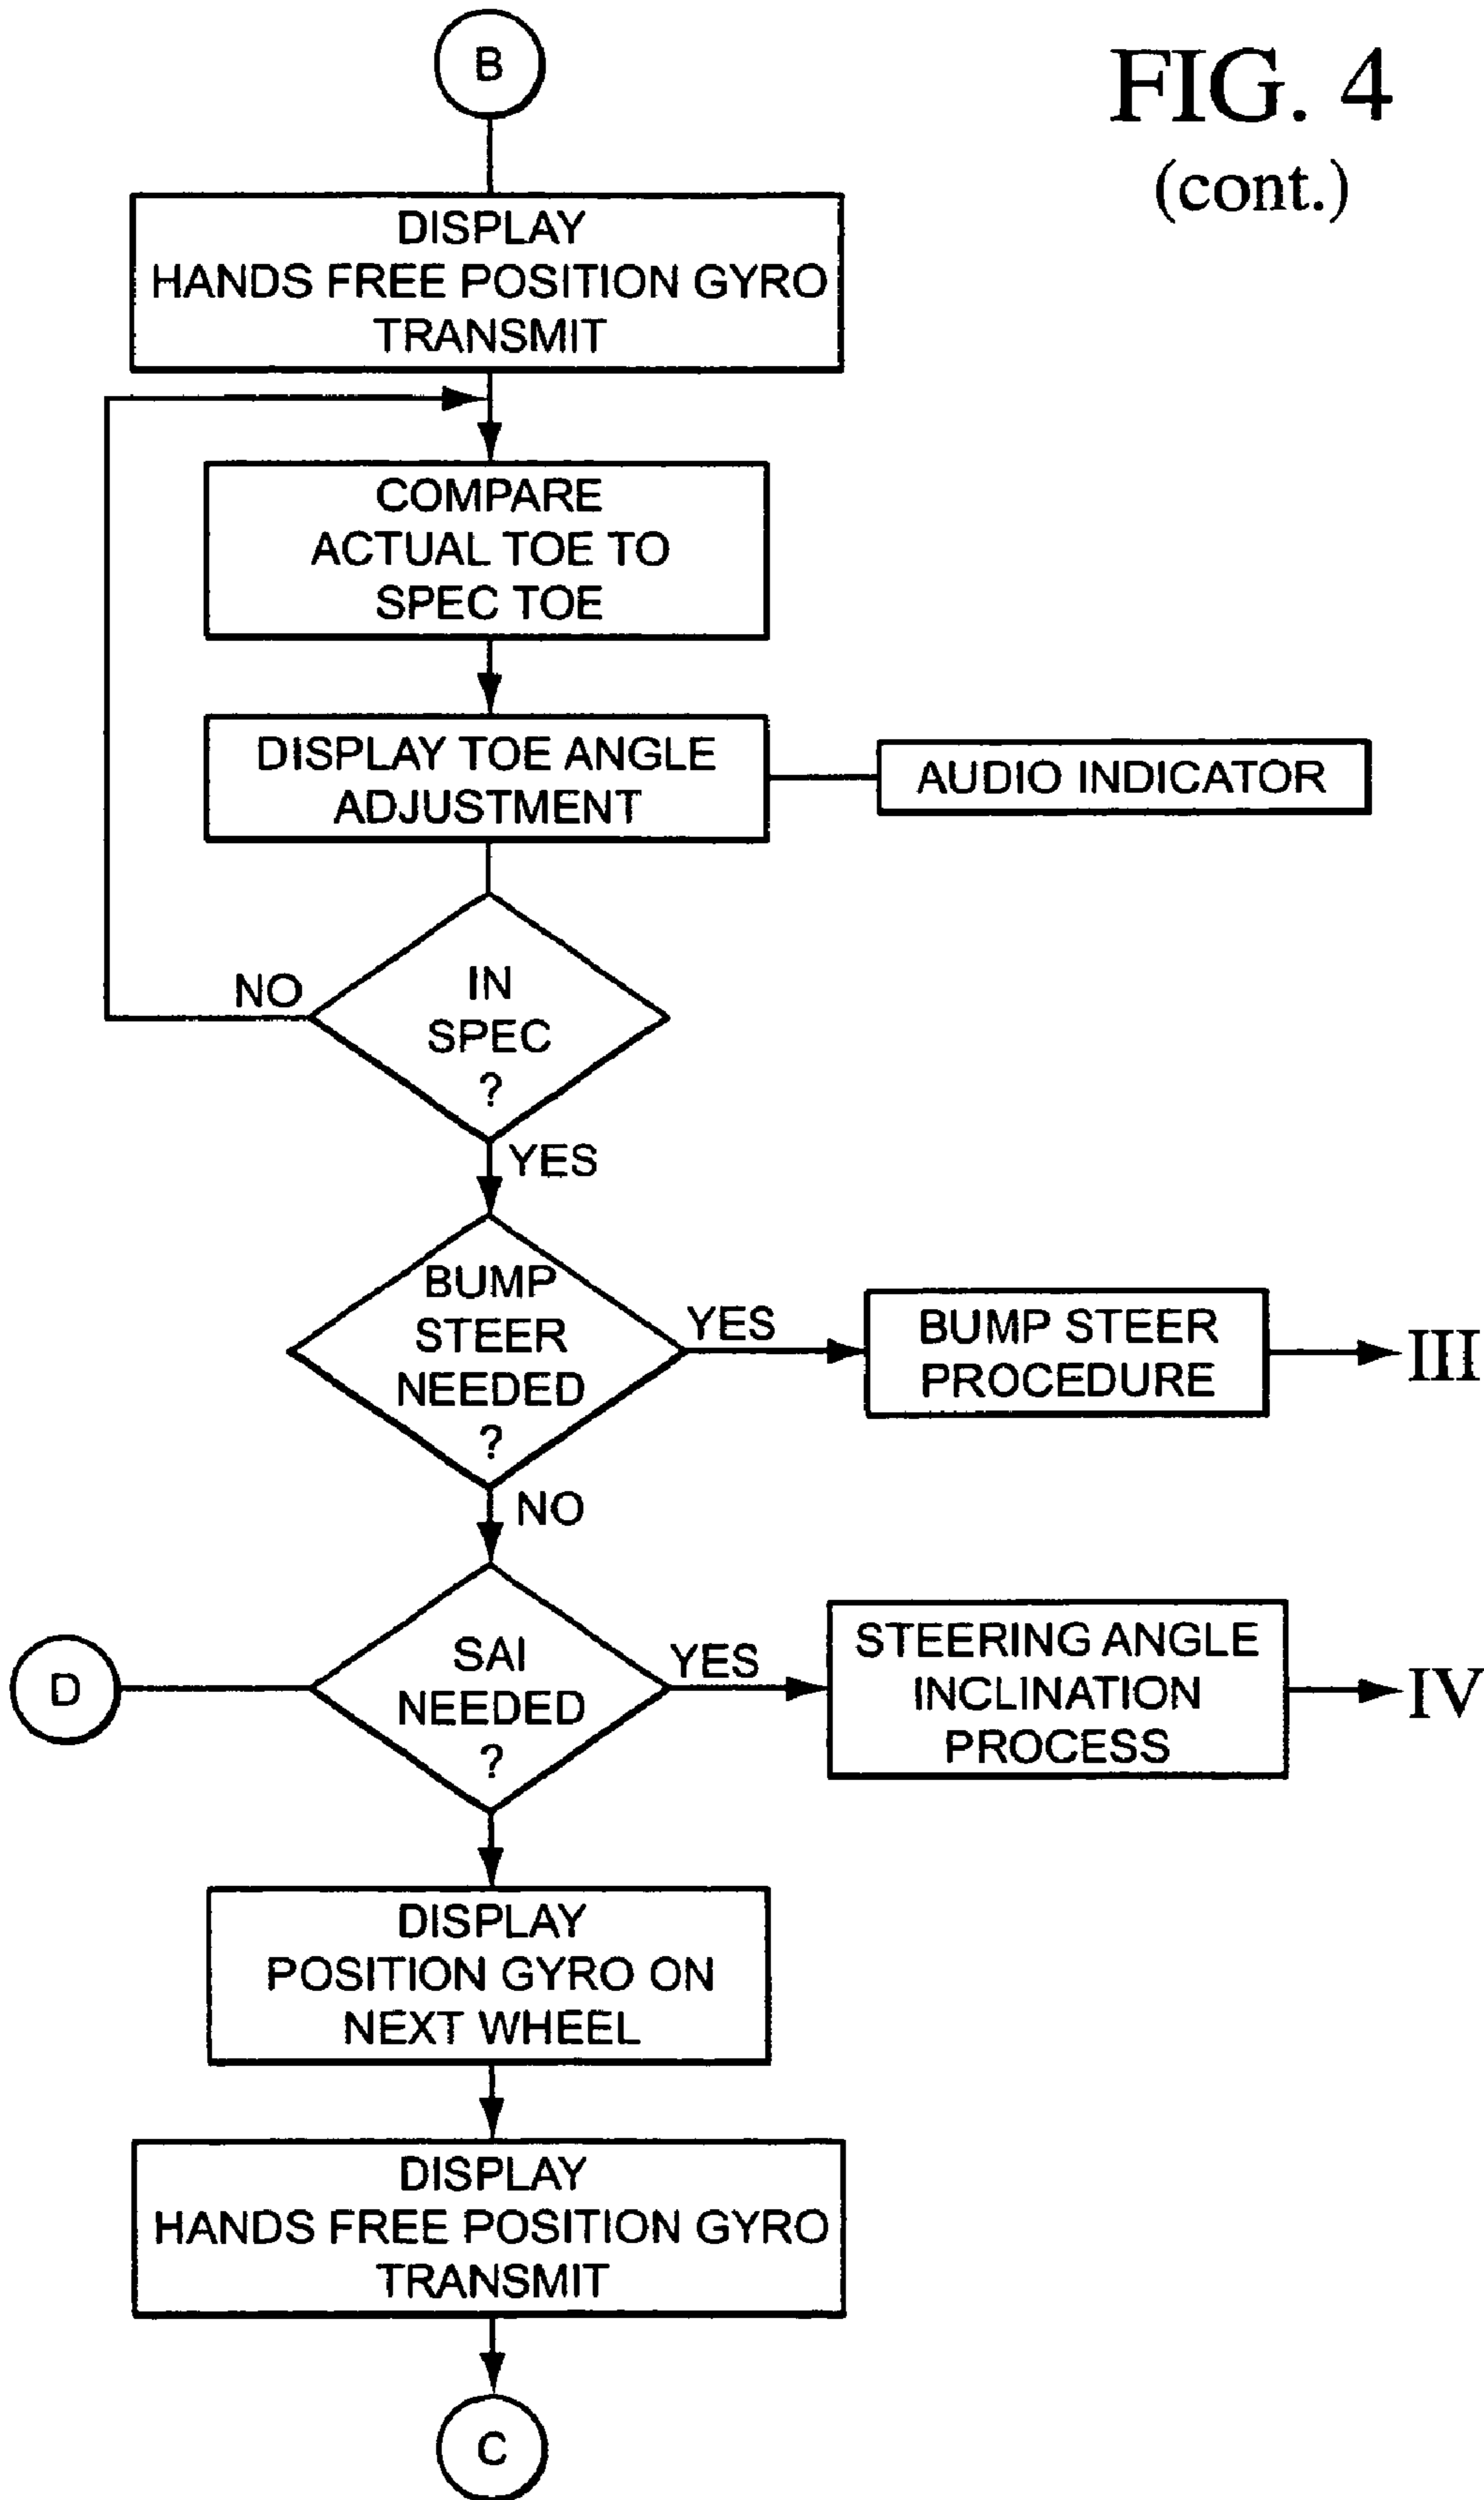 B
FIG. 4
(cont.)
DISPLAY
HANDS FREE POSITION GYRO
TRANSMIT
COMPARE
ACTUAL TOE TO
SPEC TOE
DISPLAY TOE ANGLE
ADJUSTMENT
AUDIO INDICATOR
NO
IN
SPEC
?
YES
BUMP
STEER
NEEDED
?
YES
BUMP STEER
PROCEDURE
III
NO
D
SAI
NEEDED
?
YES
STEERING ANGLE
INCLINATION
PROCESS
IV
DISPLAY
POSITION GYRO ON
NEXT WHEEL
DISPLAY
HANDS FREE POSITION GYRO
TRANSMIT
C